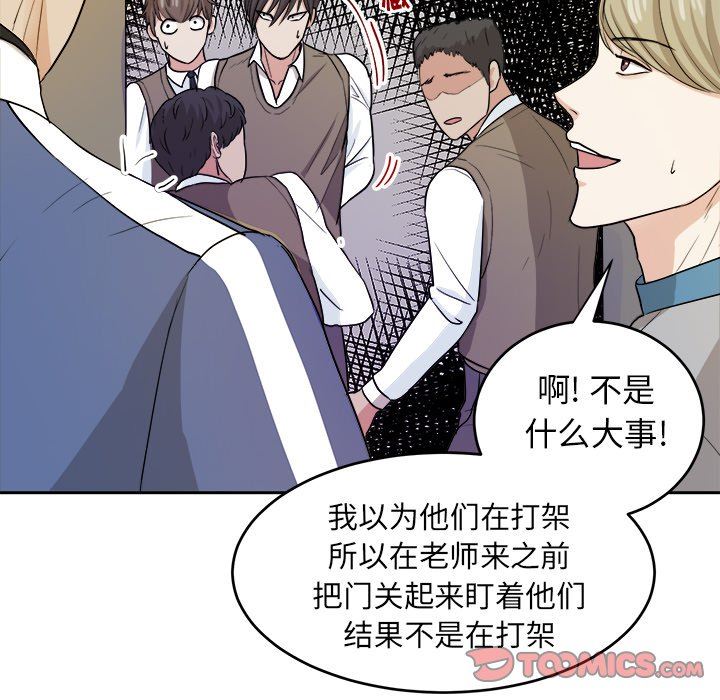 啊! 不是
什么大事!
我以为他们在打架
所以在老师来之前
把门关起来盯着他们
结果不是在打架
TOOMICS.com